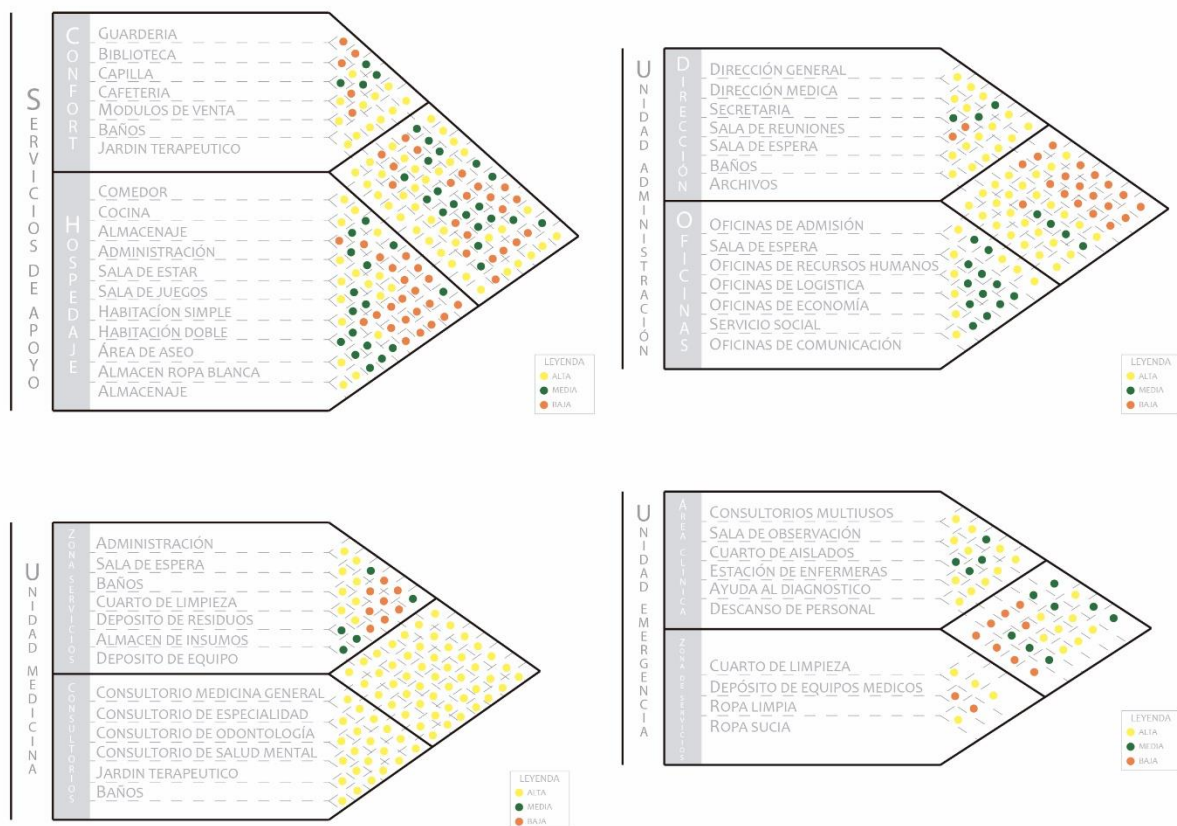 SERVICIOS DE APOYO
CONFORT
GUARDERIA
BIBLIOTECA
CAPILLA
CAFETERIA
MODULOS DE VENTA
BAÑOS
JARDIN TERAPEUTICO
HOSPEDAJE
COMEDOR
COCINA
ALMACENAJE
ADMINISTRACIÓN
SALA DE ESTAR
SALA DE JUEGOS
HABITACÍON SIMPLE
HABITACIÓN DOBLE
ÁREA DE ASEO
ALMACEN ROPA BLANCA
ALMACENAJE
LEYENDA
ALTA
MEDIA
BAJA
UNIDAD ADMINISTRACIÓN
DIRECCIÓN
DIRECCIÓN GENERAL
DIRECCIÓN MEDICA
SECRETARIA
SALA DE REUNIONES
SALA DE ESPERA
BAÑOS
ARCHIVOS
OFICINAS
OFICINAS DE ADMISIÓN
SALA DE ESPERA
OFICINAS DE RECURSOS HUMANOS
OFICINAS DE LOGISTICA
OFICINAS DE ECONOMÍA
SERVICIO SOCIAL
OFICINAS DE COMUNICACIÓN
LEYENDA
ALTA
MEDIA
BAJA
UNIDAD MEDICINA
ZONA SERVICIOS
ADMINISTRACIÓN
SALA DE ESPERA
BAÑOS
CUARTO DE LIMPIEZA
DEPOSITO DE RESIDUOS
ALMACEN DE INSUMOS
DEPOSITO DE EQUIPO
CONSULTORIOS
CONSULTORIO MEDICINA GENERAL
CONSULTORIO DE ESPECIALIDAD
CONSULTORIO DE ODONTOLOGÍA
CONSULTORIO DE SALUD MENTAL
JARDIN TERAPEUTICO
BAÑOS
LEYENDA
ALTA
MEDIA
BAJA
UNIDAD EMERGENCIA
ÁREA CLÍNICA
CONSULTORIOS MULTIUSOS
SALA DE OBSERVACIÓN
CUARTO DE AISLADOS
ESTACIÓN DE ENFERMERAS
AYUDA AL DIAGNOSTICO
DESCANSO DE PERSONAL
ZONA DE SERVICIOS
CUARTO DE LIMPIEZA
DEPÓSITO DE EQUIPOS MEDICOS
ROPA LIMPIA
ROPA SUCIA
LEYENDA
ALTA
MEDIA
BAJA